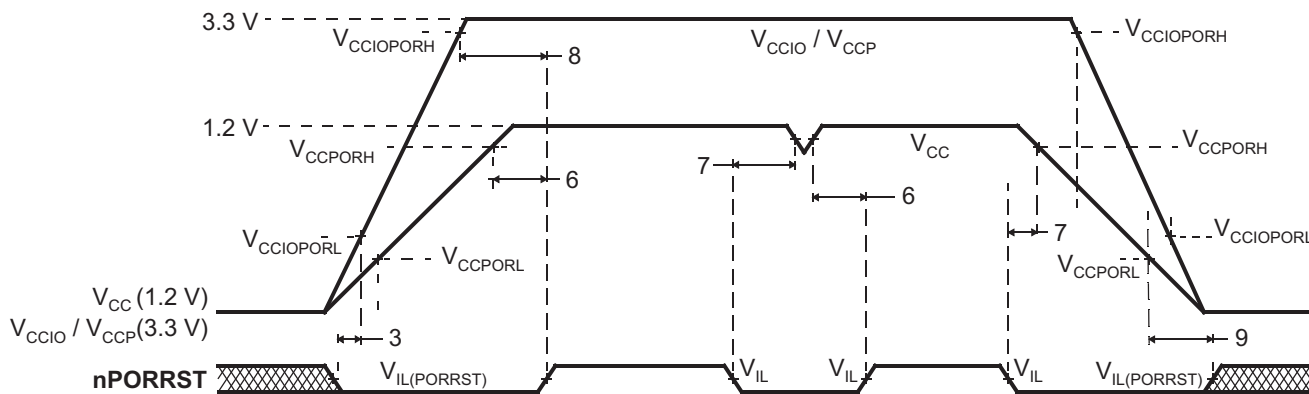 3.3 V
V_CCIOPORH
V_CCIO / V_CCP
V_CCIOPORH
8
1.2 V
V_CCPORH
V_CC
V_CCPORH
7
6
6
7
V_CCIOPORL
V_CCPORL
V_CCPORL
V_CCIOPORL
V_CC (1.2 V)
V_CCIO / V_CCP(3.3 V)
3
9
nPORRST
V_IL(PORRST)
V_IL
V_IL
V_IL
V_IL(PORRST)